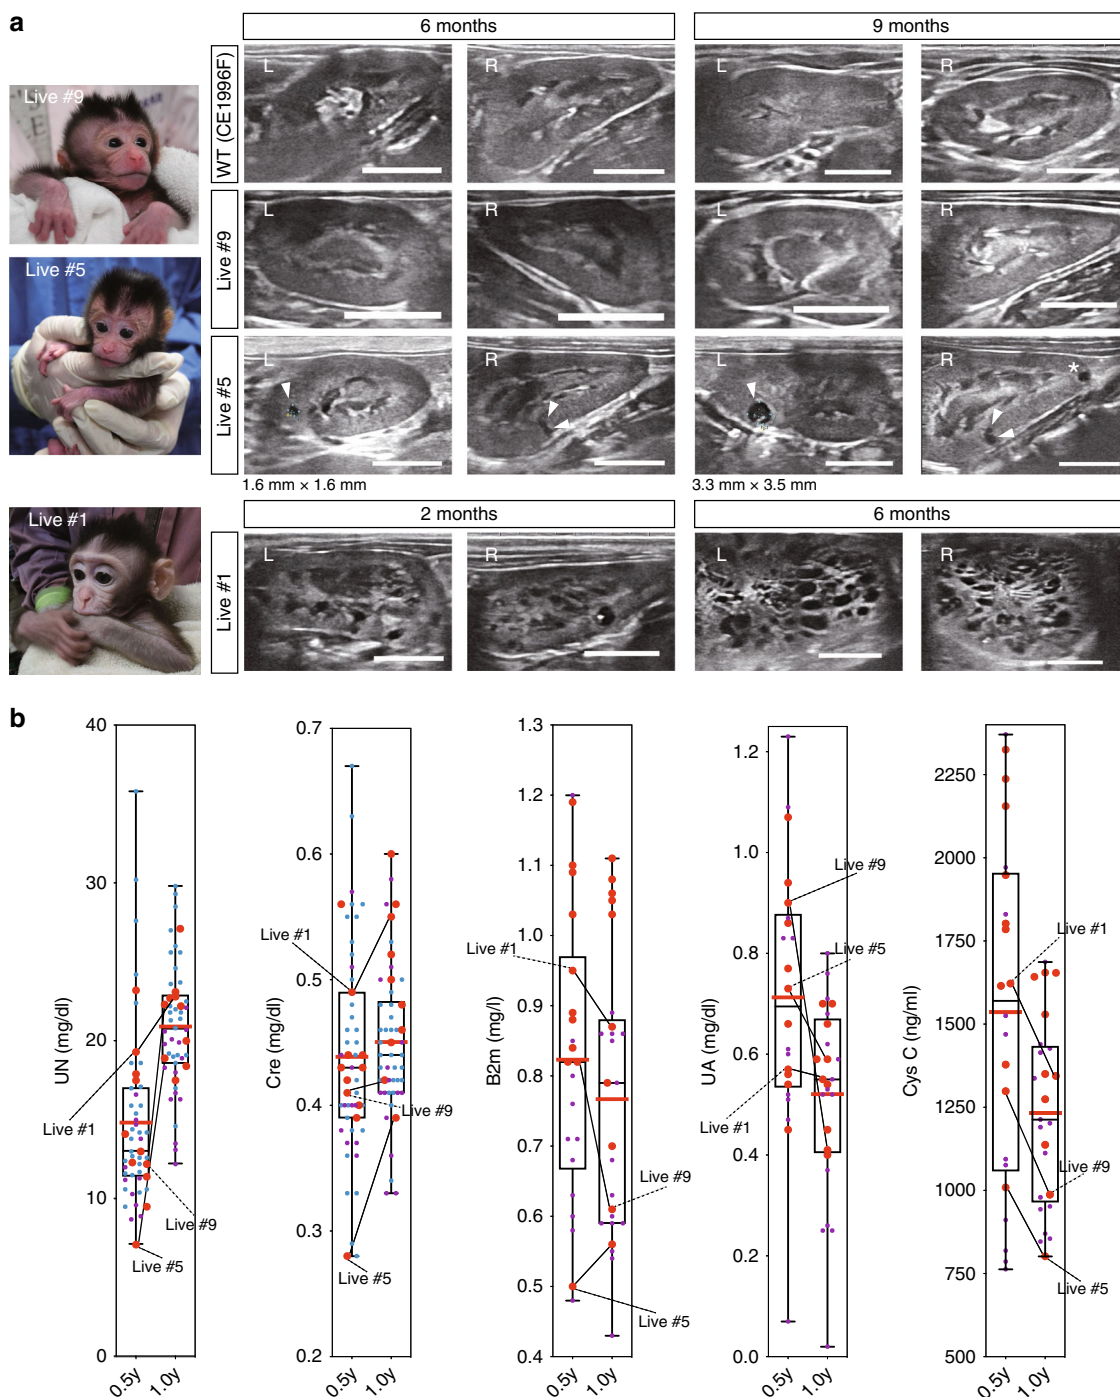 a
6 months
9 months
Live #9
WT (CE1996F)
L
R
L
R
Live #9
L
R
L
R
Live #5
Live #5
L
R
L
R
*
1.6 mm × 1.6 mm
3.3 mm × 3.5 mm
2 months
6 months
Live #1
Live #1
L
R
L
R
b
UN (mg/dl)
40
30
20
10
0
Live #1
Live #9
Live #5
0.5y
1.0y
Cre (mg/dl)
0.7
0.6
0.5
0.4
0.3
0.2
Live #1
Live #9
Live #5
0.5y
1.0y
B2m (mg/l)
1.3
1.2
1.1
1.0
0.9
0.8
0.7
0.6
0.5
0.4
Live #1
Live #9
Live #5
0.5y
1.0y
UA (mg/dl)
1.2
1.0
0.8
0.6
0.4
0.2
0.0
Live #9
Live #5
Live #1
0.5y
1.0y
Cys C (ng/ml)
2250
2000
1750
1500
1250
1000
750
500
Live #1
Live #9
Live #5
0.5y
1.0y